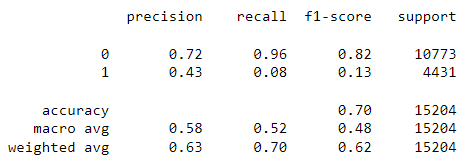 precision recall f1-score support
0 0.72 0.96 0.82 10773
1 0.43 0.08 0.13 4431
accuracy 0.70 15204
macro avg 0.58 0.52 0.48 15204
weighted avg 0.63 0.70 0.62 15204